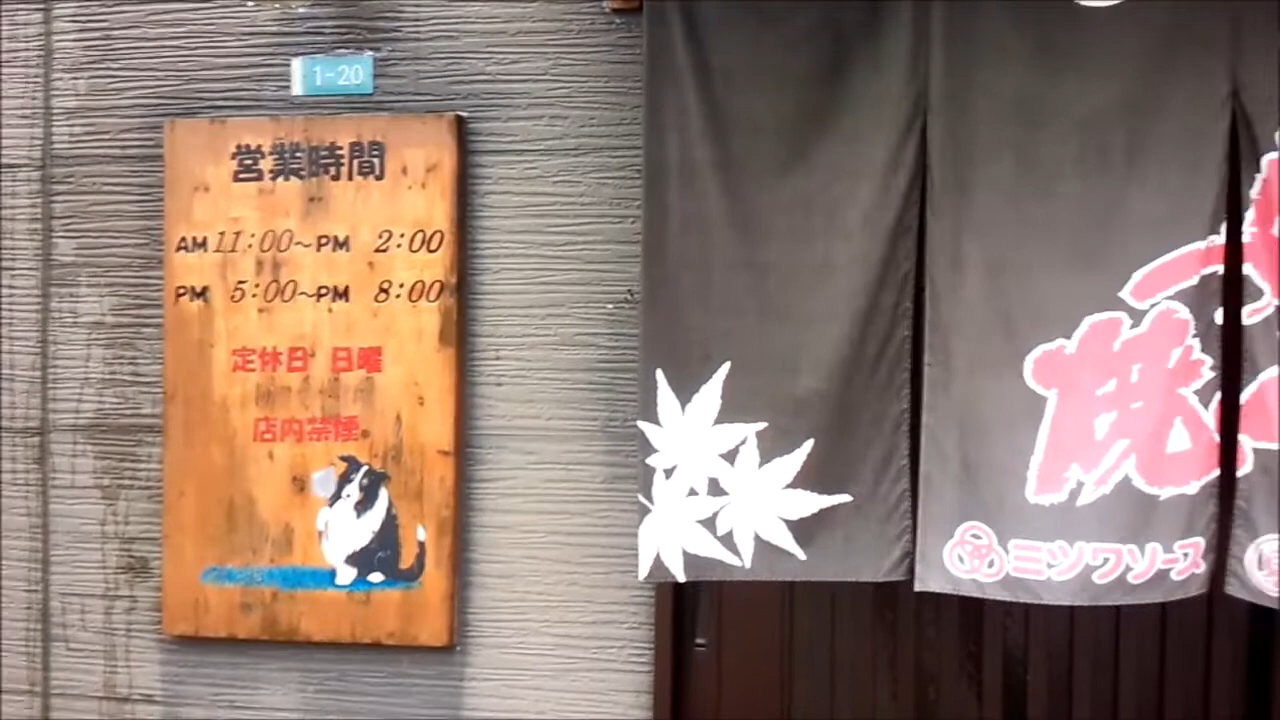 1-20
営業時間
AM 11:00~PM 2:00
PM 5:00~PM 8:00
定休日 日曜
店内禁煙
焼
ミツワソース